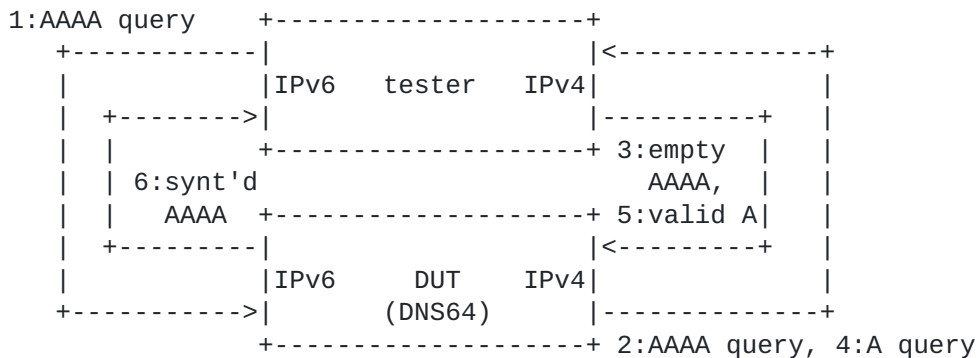 1:AAAA query
IPv6 tester IPv4
3:empty
6:synt'd AAAA,
AAAA 5:valid A
IPv6 DUT IPv4
(DNS64)
2:AAAA query, 4:A query